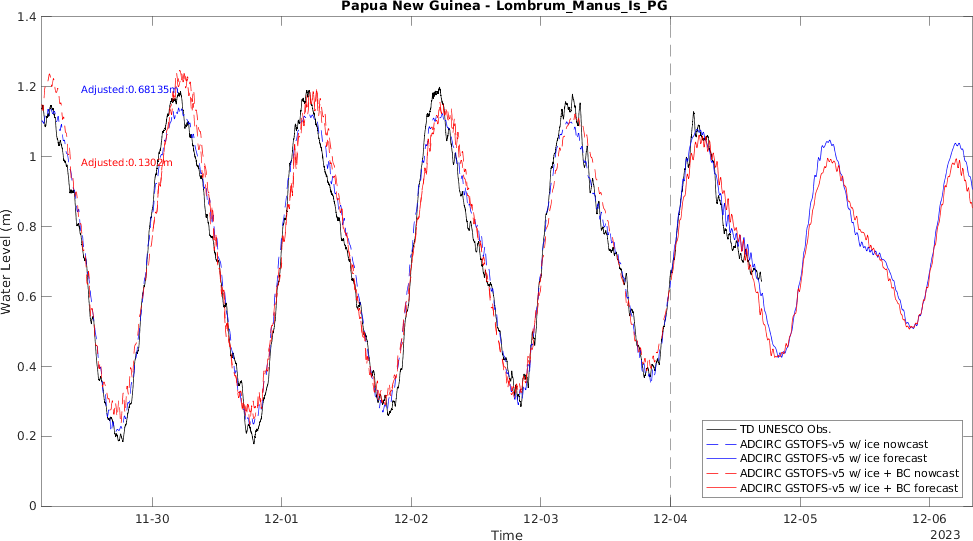 Papua New Guinea - Lombrum_Manus_Is_PG
1.4
1.2
1
0.8
0.6
0.4
0.2
0
Water Level (m)
Adjusted:0.68135m
Adjusted:0.1302m
TD UNESCO Obs.
ADCIRC GSTOFS-v5 w/ ice nowcast
ADCIRC GSTOFS-v5 w/ ice forecast
ADCIRC GSTOFS-v5 w/ ice + BC nowcast
ADCIRC GSTOFS-v5 w/ ice + BC forecast
11-30
12-01
12-02
12-03
12-04
12-05
12-06
Time
2023